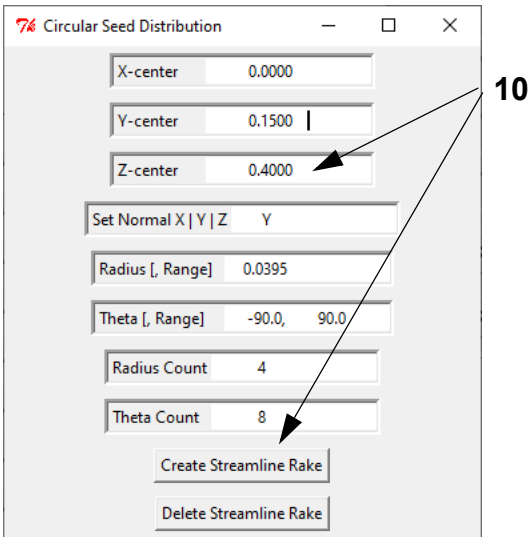 Circular Seed Distribution
X-center 0.0000
10
Y-center 0.1500
Z-center 0.4000
Set Normal X | Y | Z Y
Radius [, Range] 0.0395
Theta [, Range] -90.0, 90.0
Radius Count 4
Theta Count 8
Create Streamline Rake
Delete Streamline Rake